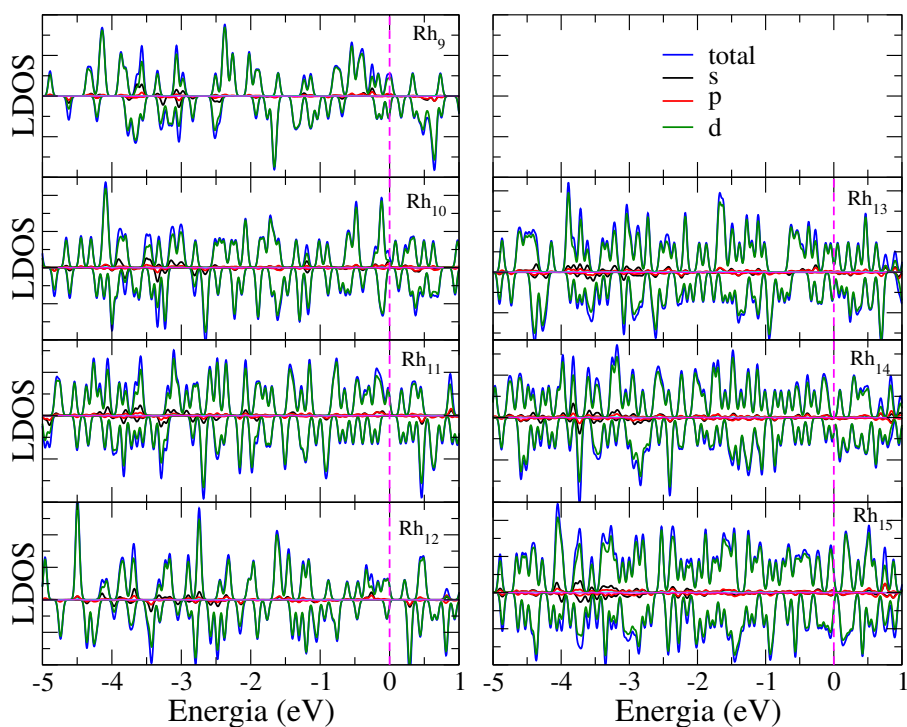 LDOS
Rh9
LDOS
Rh10
LDOS
Rh11
LDOS
Rh12
-5 -4 -3 -2 -1 0 1
Energia (eV)
total
s
p
d
Rh13
Rh14
Rh15
-5 -4 -3 -2 -1 0 1
Energia (eV)